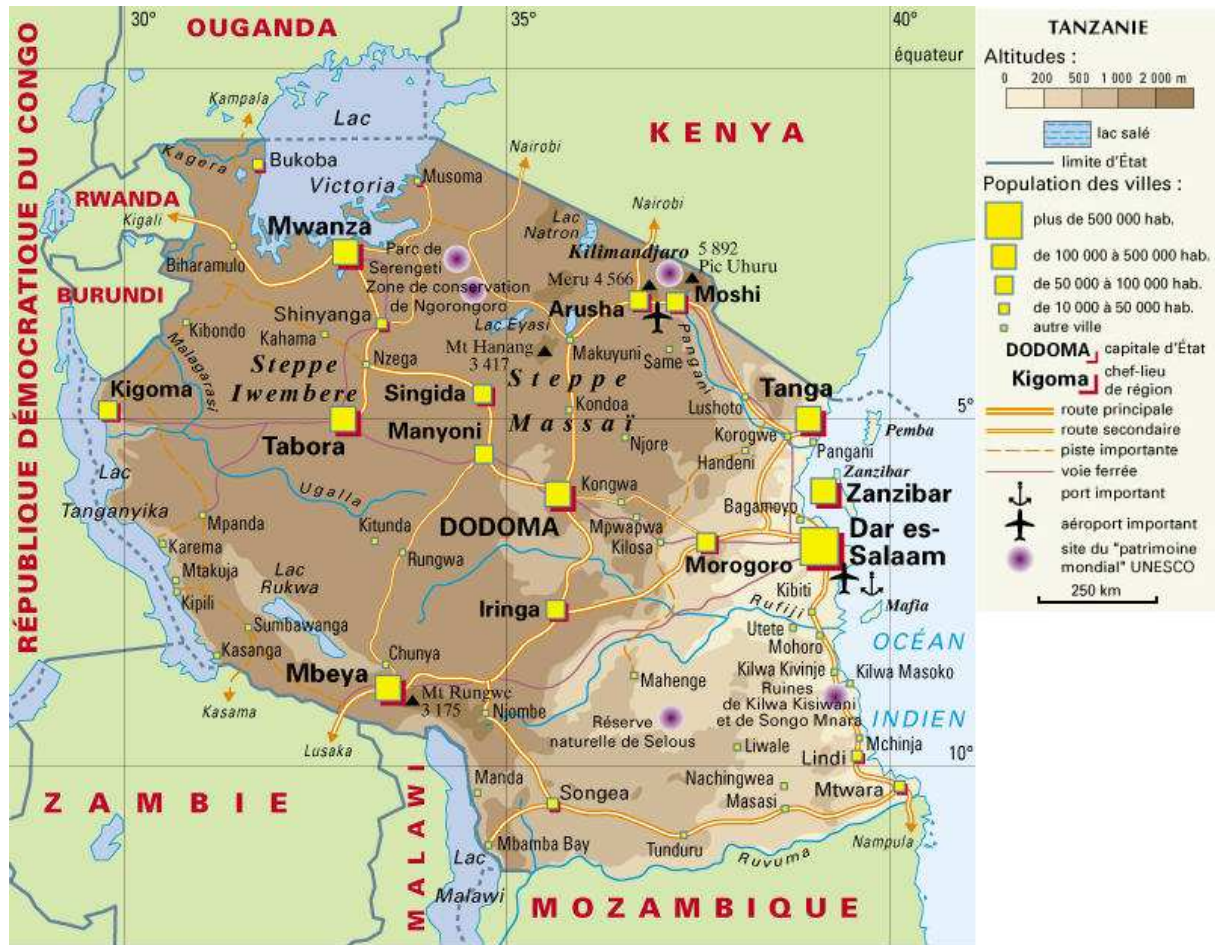 30°
35°
40°
OUGANDA
équateur
RÉPUBLIQUE DÉMOCRATIQUE DU CONGO
Kampala
Lac
Victoria
KENYA
Kagera
Bukoba
Nairobi
Musoma
RWANDA
Kigali
Mwanza
Lac
Natron
Nairobi
Kilimandjaro
5 892
Pic Uhuru
Parc de
Serengeti
Zone de conservation
de Ngorongoro
Meru 4 566
Biharamulo
BURUNDI
Arusha
Moshi
Shinyanga
Lac Eyasi
Kibondo
Kahama
Mt Hanang
3 417
Makuyuni
Same
Pangani
Malagarasi
Nzega
Steppe
Iwembere
Kigoma
Singida
Steppe
Massaï
Tanga
Lushoto
Kondoa
5°
Pemba
Tabora
Manyoni
Njore
Korogwe
Pangani
Handeni
Zanzibar
Lac
Tanganyika
Ugalla
Kongwa
Zanzibar
Bagamoyo
Mpanda
Kitunda
DODOMA
Mpwapwa
Dar es-
Salaam
Karema
Rungwa
Kilosa
Morogoro
Mtakuja
Lac
Rukwa
Kipili
Iringa
Kibiti
Rufiji
Mafia
Sumbawanga
Utete
Mohoro
OCÉAN
INDIEN
Kasanga
Chunya
Mbeya
Kilwa Kivinje
Kilwa Masoko
Mahenge
Ruines
de Kilwa Kisiwani
et de Songo Mnara
Kasama
Mt Rungwe
3 175
Njombe
Réserve
naturelle de Selous
Lusaka
Liwale
Mchinja
Lindi
10°
ZAMBIE
MALAWI
Manda
Nachingwea
Songea
Masasi
Mtwara
Mbamba Bay
Tunduru
Ruvuma
Nampula
Lac
Malawi
MOZAMBIQUE
TANZANIE
Altitudes :
0 200 500 1 000 2 000 m
lac salé
limite d'État
Population des villes :
plus de 500 000 hab.
de 100 000 à 500 000 hab.
de 50 000 à 100 000 hab.
de 10 000 à 50 000 hab.
autre ville
DODOMA capitale d'État
Kigoma chef-lieu
de région
route principale
route secondaire
piste importante
voie ferrée
port important
aéroport important
site du "patrimoine
mondial" UNESCO
250 km